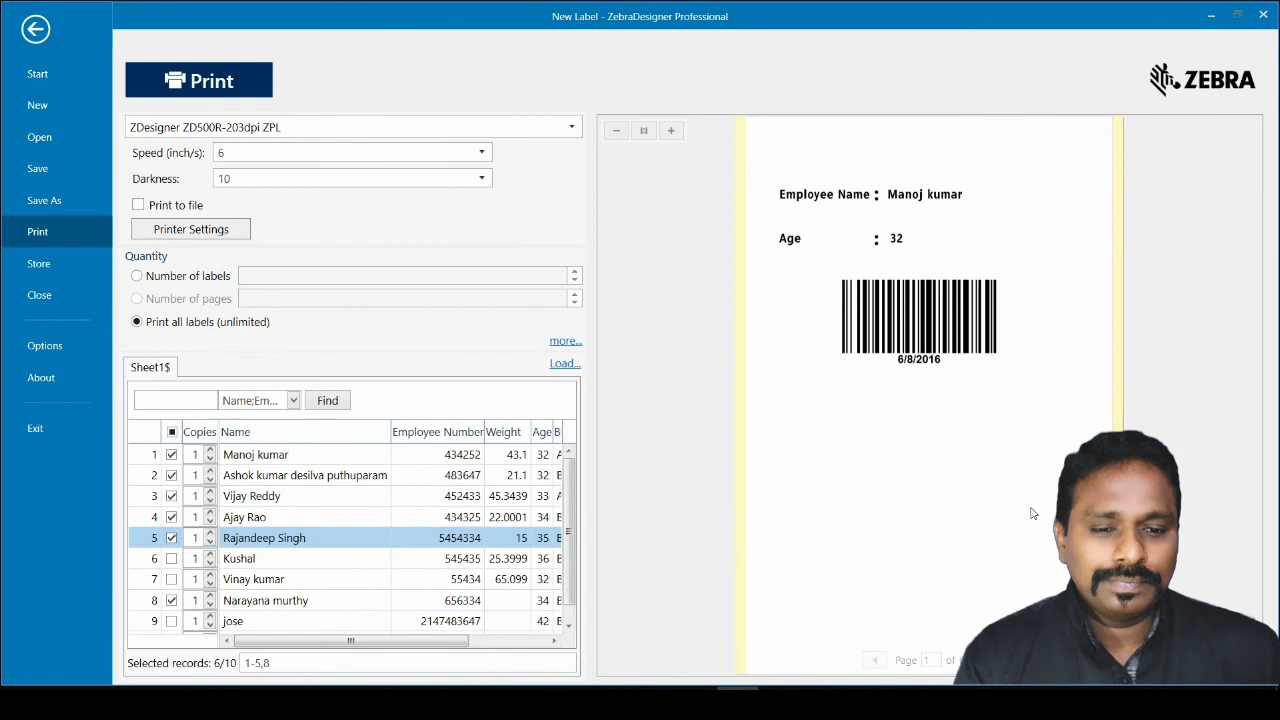 New Label - ZebraDesigner Professional
Start
New
Open
Save
Save As
Print
Store
Close
Options
About
Exit
Print
ZEBRA
ZDesigner ZD500R-203dpi ZPL
Speed (inch/s): 6
Darkness: 10
Print to file
Printer Settings
Quantity
Number of labels
Number of pages
Print all labels (unlimited)
more...
Sheet1$
Load...
Name;Em...
Find
Copies Name Employee Number Weight Age B
1 1 Manoj kumar 434252 43.1 32 A
2 1 Ashok kumar desilva puthuparam 483647 21.1 32 B
3 1 Vijay Reddy 452433 45.3439 33 A
4 1 Ajay Rao 434325 22.0001 34 B
5 1 Rajandeep Singh 5454334 15 35 B
6 1 Kushal 545435 25.3999 36 B
7 1 Vinay kumar 55434 65.099 32 B
8 1 Narayana murthy 656334 34 B
9 1 jose 2147483647 42 B
Selected records: 6/10 1-5,8
Employee Name : Manoj kumar
Age : 32
6/8/2016
Page 1 of